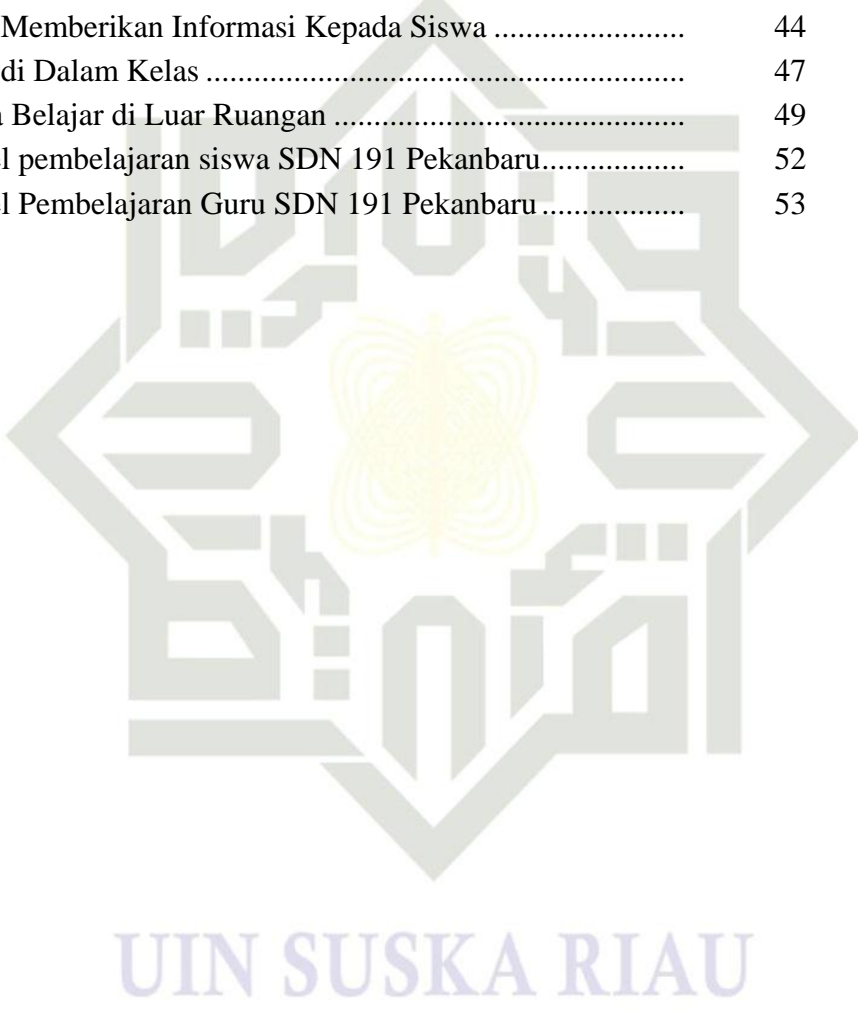 Memberikan Informasi Kepada Siswa ...................... 44
di Dalam Kelas ........................................................... 47
Belajar di Luar Ruangan ........................................... 49
pembelajaran siswa SDN 191 Pekanbaru................. 52
Pembelajaran Guru SDN 191 Pekanbaru ................. 53
UIN SUSKA RIAU